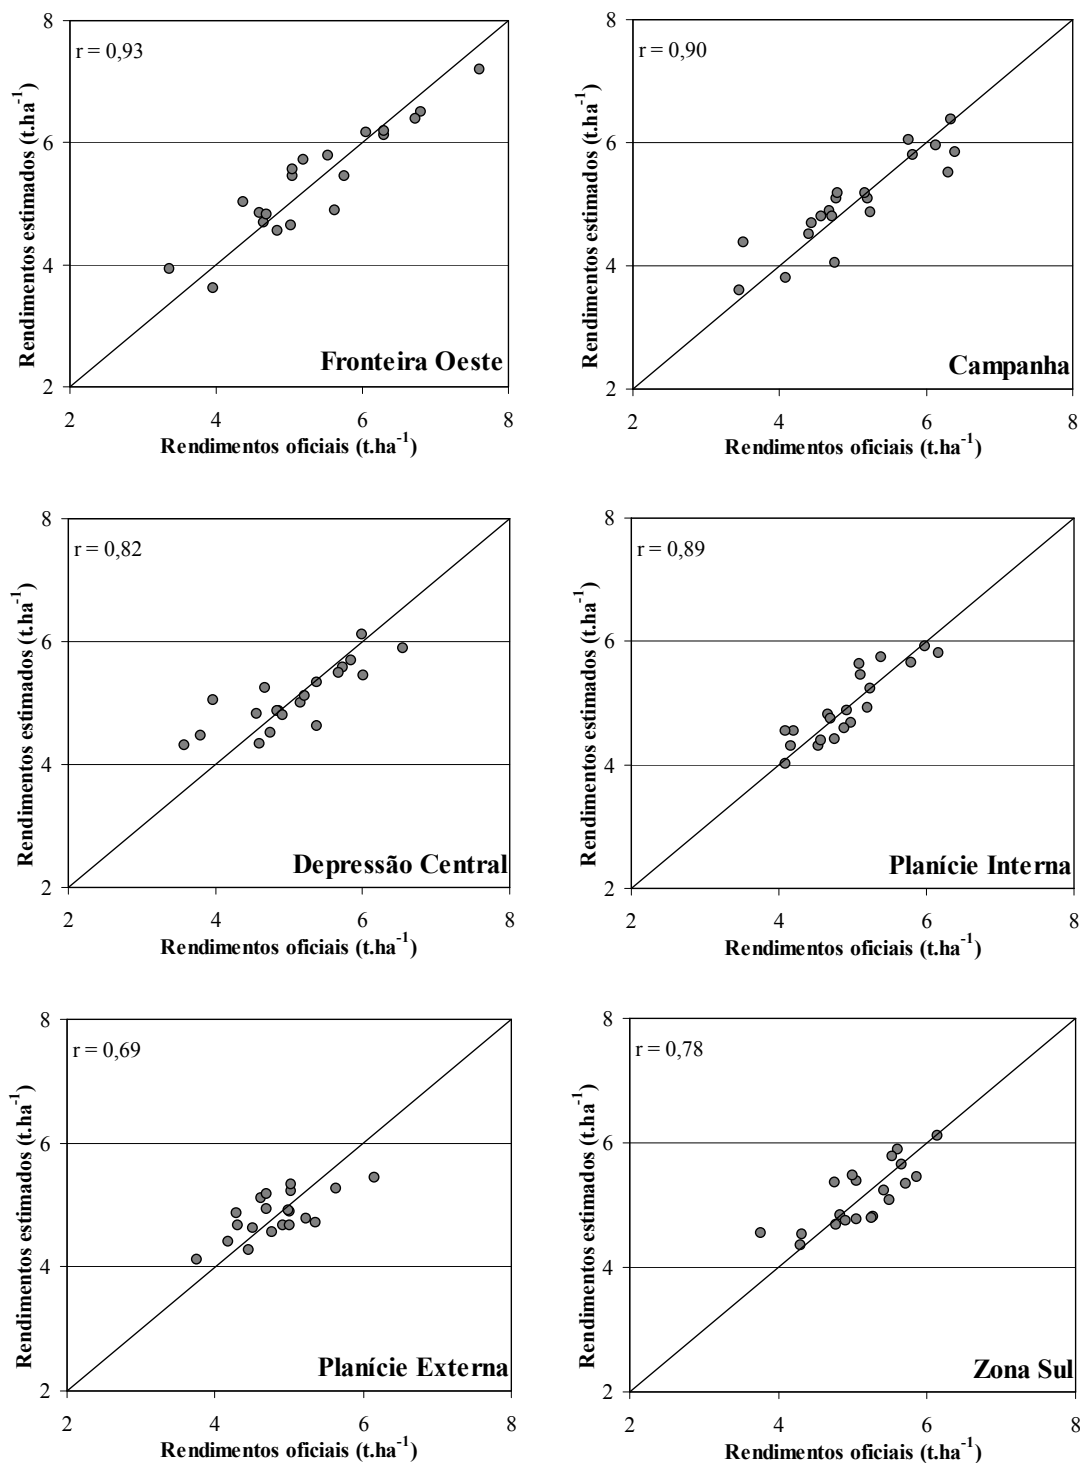 8
r = 0,93
6
4
2
Rendimentos estimados (t.ha-1)
Fronteira Oeste
2 4 6 8
Rendimentos oficiais (t.ha-1)
8
r = 0,90
6
4
2
Rendimentos estimados (t.ha-1)
Campanha
2 4 6 8
Rendimentos oficiais (t.ha-1)
8
r = 0,82
6
4
2
Rendimentos estimados (t.ha-1)
Depressão Central
2 4 6 8
Rendimentos oficiais (t.ha-1)
8
r = 0,89
6
4
2
Rendimentos estimados (t.ha-1)
Planície Interna
2 4 6 8
Rendimentos oficiais (t.ha-1)
8
r = 0,69
6
4
2
Rendimentos estimados (t.ha-1)
Planície Externa
2 4 6 8
Rendimentos oficiais (t.ha-1)
8
r = 0,78
6
4
2
Rendimentos estimados (t.ha-1)
Zona Sul
2 4 6 8
Rendimentos oficiais (t.ha-1)